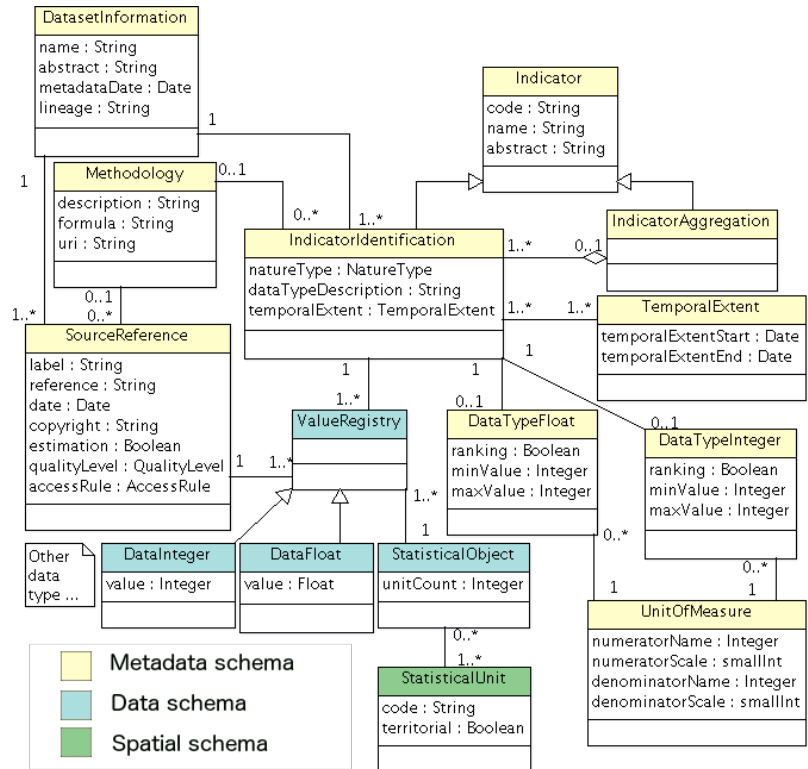 DatasetInformation
name : String
abstract : String
metadataDate : Date
lineage : String
1
1
Indicator
code : String
name : String
abstract : String
Methodology
description : String
formula : String
uri : String
0..1
0..*
1..*
IndicatorAggregation
IndicatorIdentification
natureType : NatureType
dataTypeDescription : String
temporalExtent : TemporalExtent
1..*
0..1
0..1
0..*
1..*
1..*
1..*
TemporalExtent
temporalExtentStart : Date
temporalExtentEnd : Date
SourceReference
label : String
reference : String
date : Date
copyright : String
estimation : Boolean
qualityLevel : QualityLevel
accessRule : AccessRule
1
1
1
1..*
0..1
0..1
ValueRegistry
DataTypeFloat
ranking : Boolean
minValue : Integer
maxValue : Integer
DataTypeInteger
ranking : Boolean
minValue : Integer
maxValue : Integer
1
1..*
1..*
1
0..*
0..*
1
1
Other
data
type ...
DataInteger
value : Integer
DataFloat
value : Float
StatisticalObject
unitCount : Integer
0..*
1..*
UnitOfMeasure
numeratorName : Integer
numeratorScale : smallInt
denominatorName : Integer
denominatorScale : smallInt
StatisticalUnit
code : String
territorial : Boolean
Metadata schema
Data schema
Spatial schema